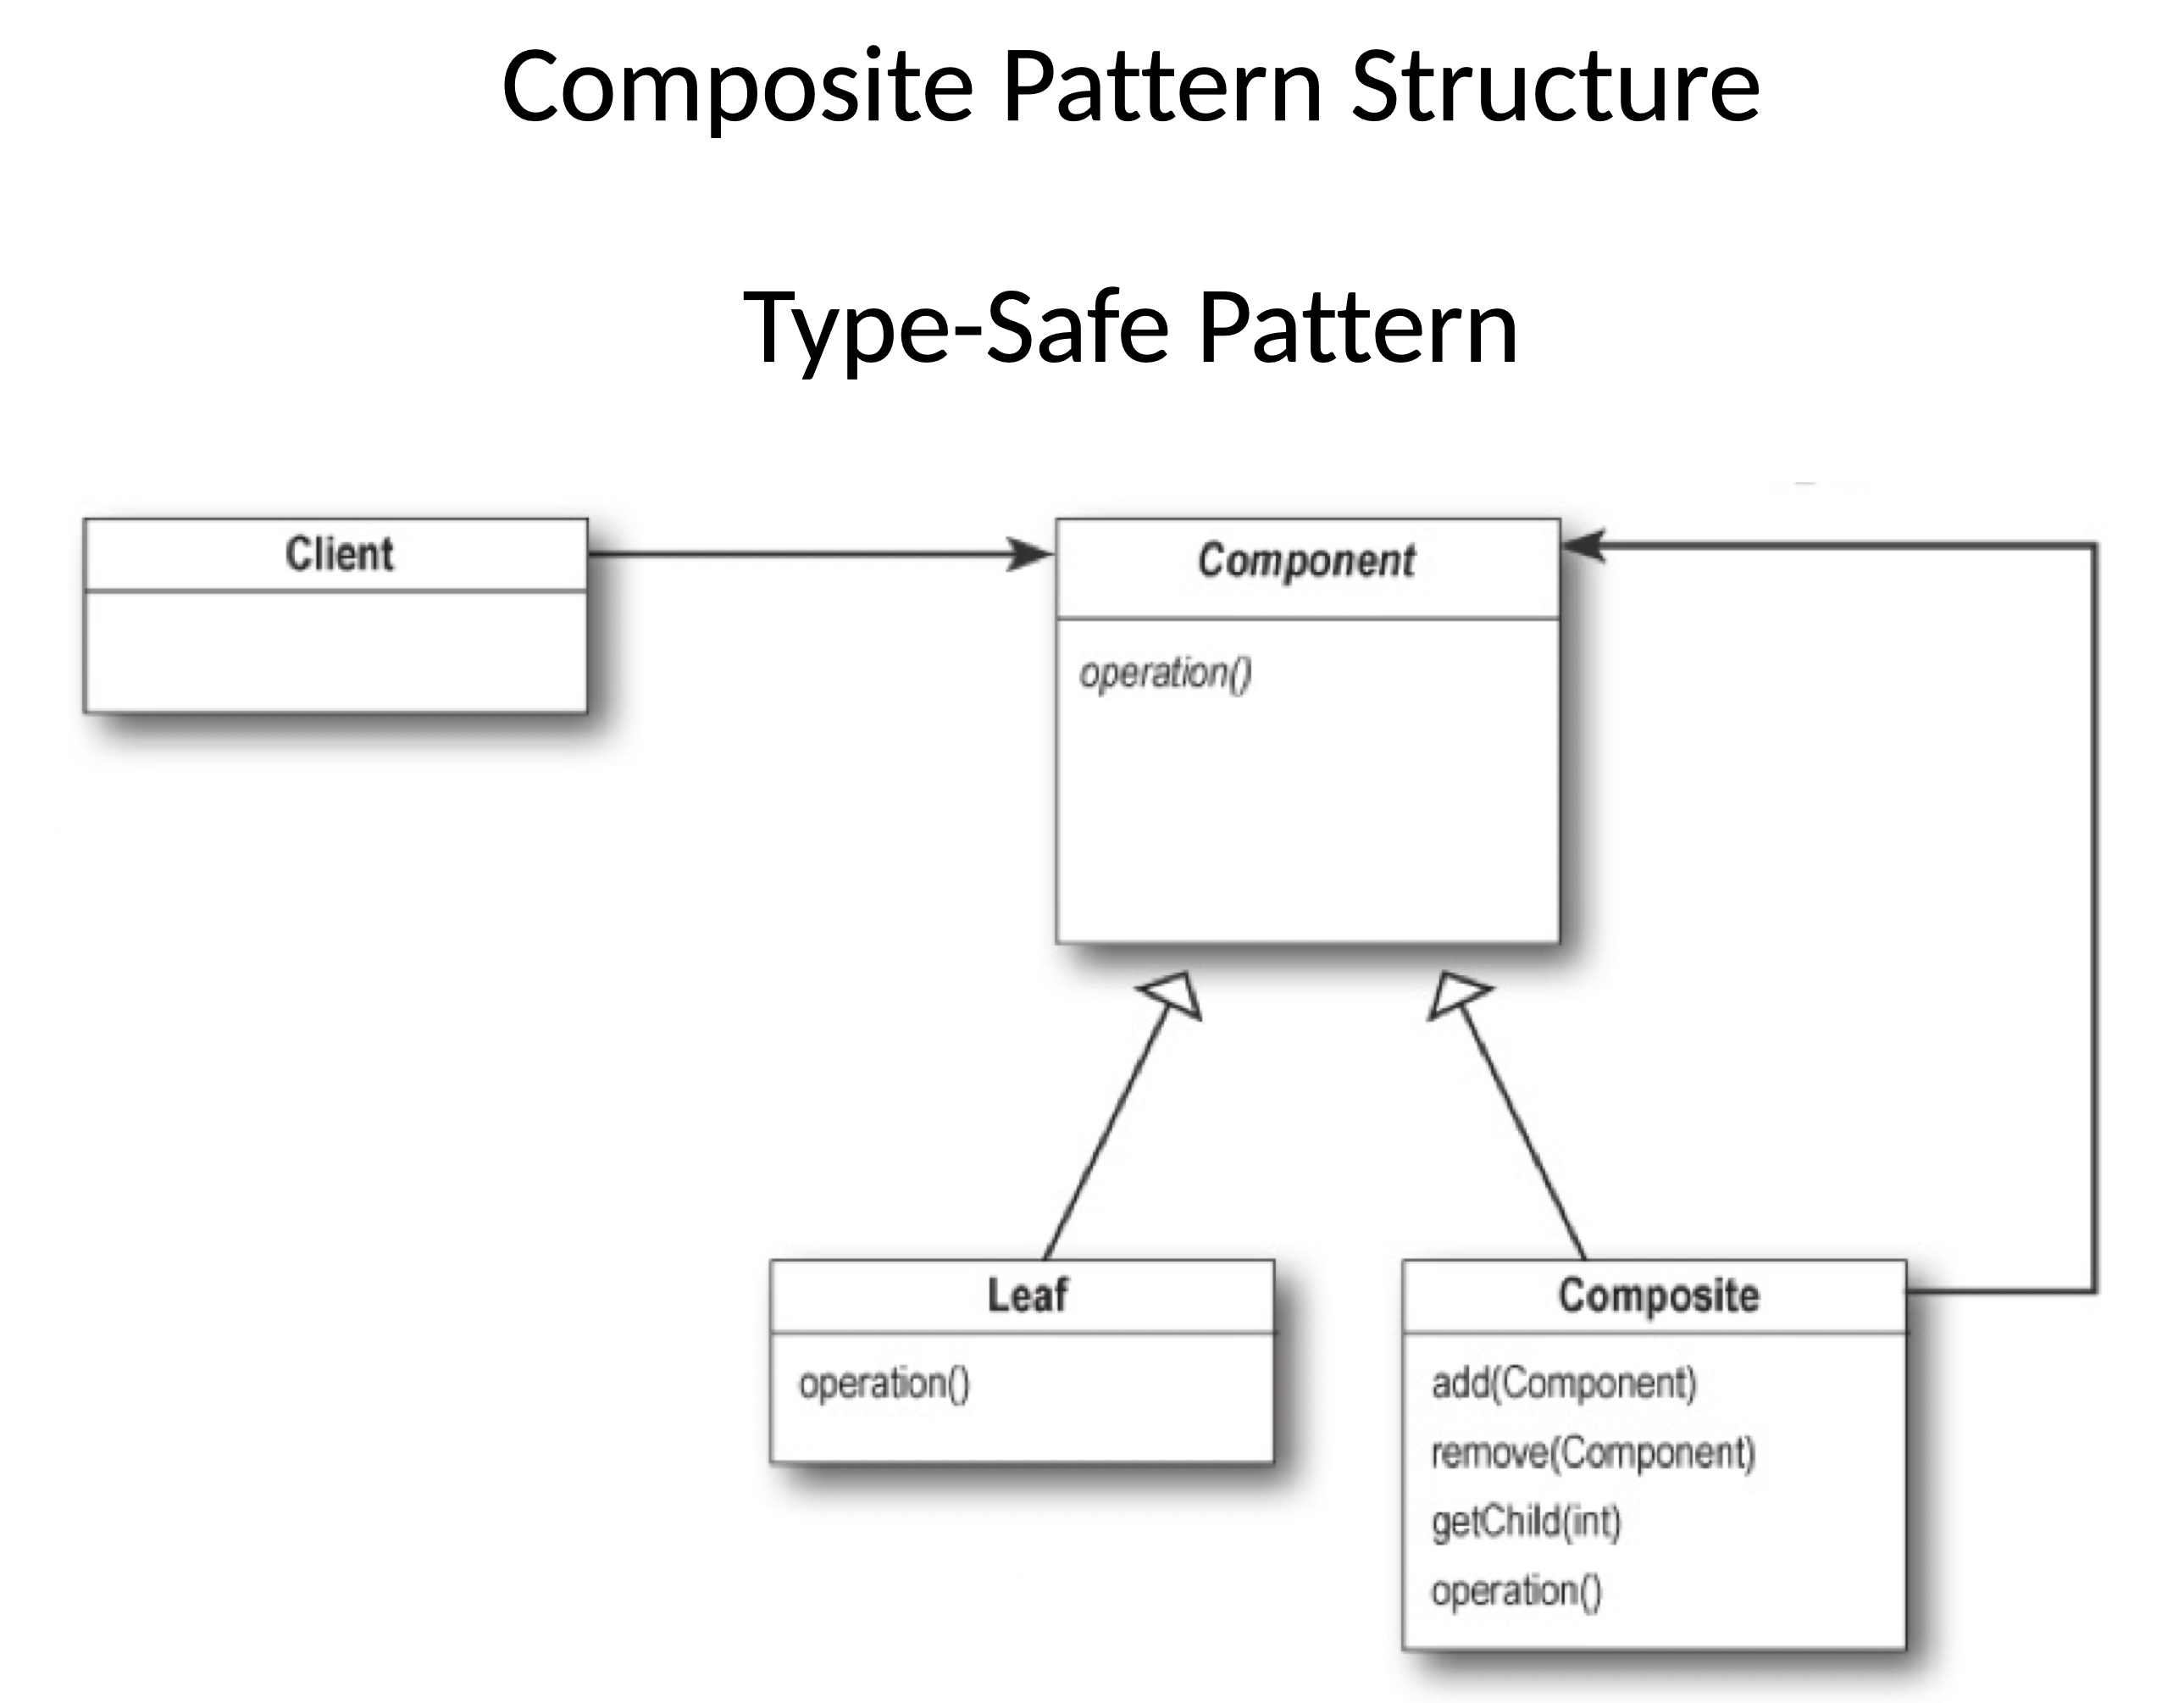 Composite Pattern Structure
Type-Safe Pattern
Client
Component
operation()
Leaf
operation()
Composite
add(Component)
remove(Component)
getChild(int)
operation()